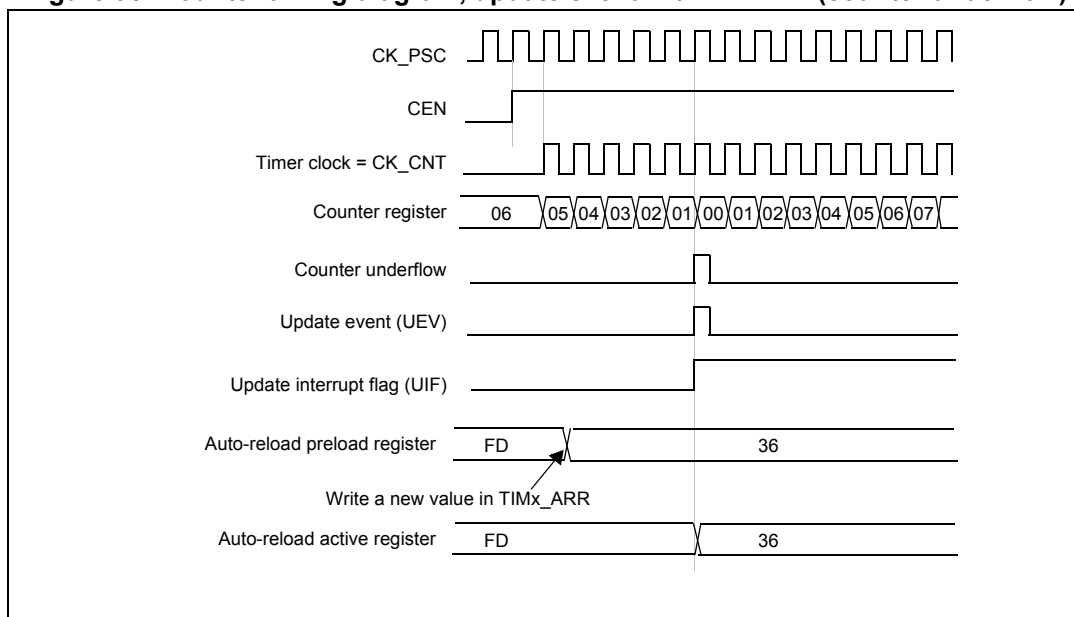 CK_PSC
CEN
Timer clock = CK_CNT
Counter register 06 05 04 03 02 01 00 01 02 03 04 05 06 07
Counter underflow
Update event (UEV)
Update interrupt flag (UIF)
Auto-reload preload register FD 36
Write a new value in TIMx_ARR
Auto-reload active register FD 36